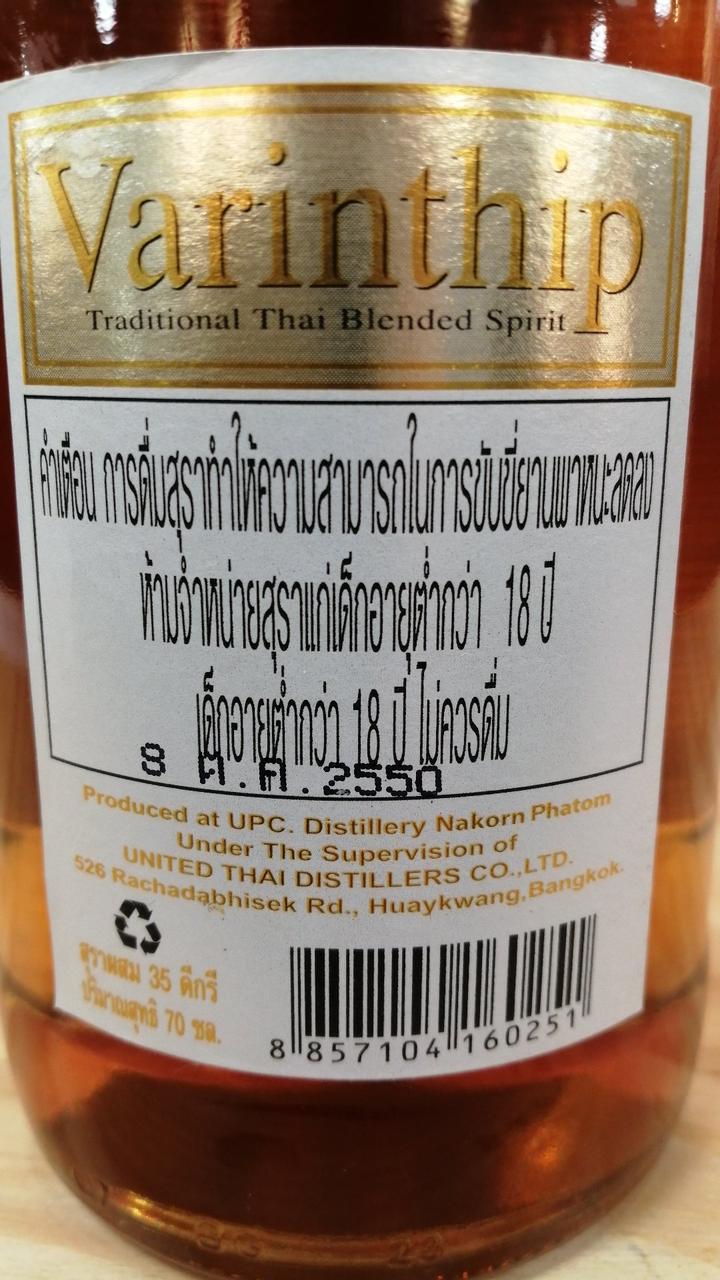 Varinthip
Traditional Thai Blended Spirit
คำเตือน การดื่มสุราทำให้ความสามารถในการขับขี่ยานพาหนะลดลง
ห้ามจำหน่ายสุราแก่เด็กอายุต่ำกว่า 18 ปี
เด็กอายุต่ำกว่า 18 ปี ไม่ควรดื่ม
8 ต.ค.2550
Produced at UPC. Distillery Nakorn Phatom
Under The Supervision of
UNITED THAI DISTILLERS CO.,LTD.
526 Rachadabhisek Rd., Huaykwang,Bangkok.
สุราผสม 35 ดีกรี
ปริมาณสุทธิ 70 ซล.
8 857104 160251